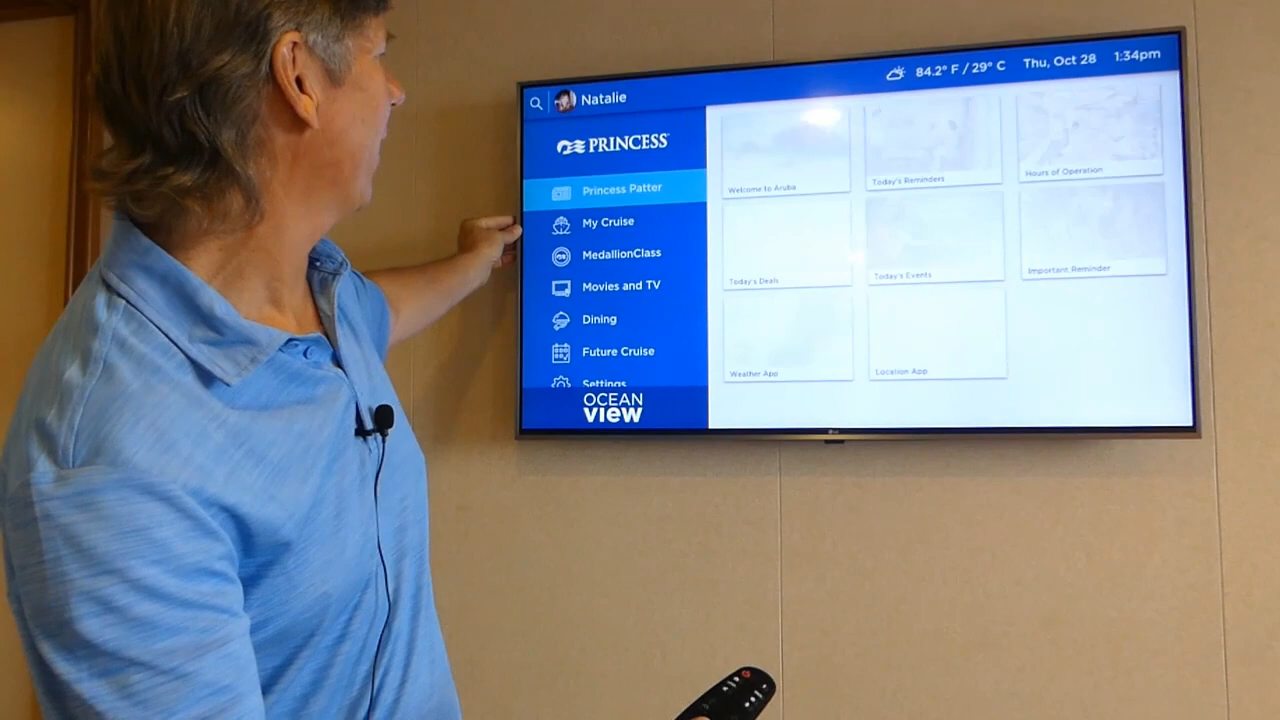 84.2° F / 29° C Thu, Oct 28 1:34pm
Natalie
PRINCESS
Princess Patter
My Cruise
MedallionClass
Movies and TV
Dining
Future Cruise
Settings
OCEAN
view
Welcome to Aruba
Today's Reminders
Hours of Operation
Today's Deals
Today's Events
Important Reminder
Weather App
Location App
LG